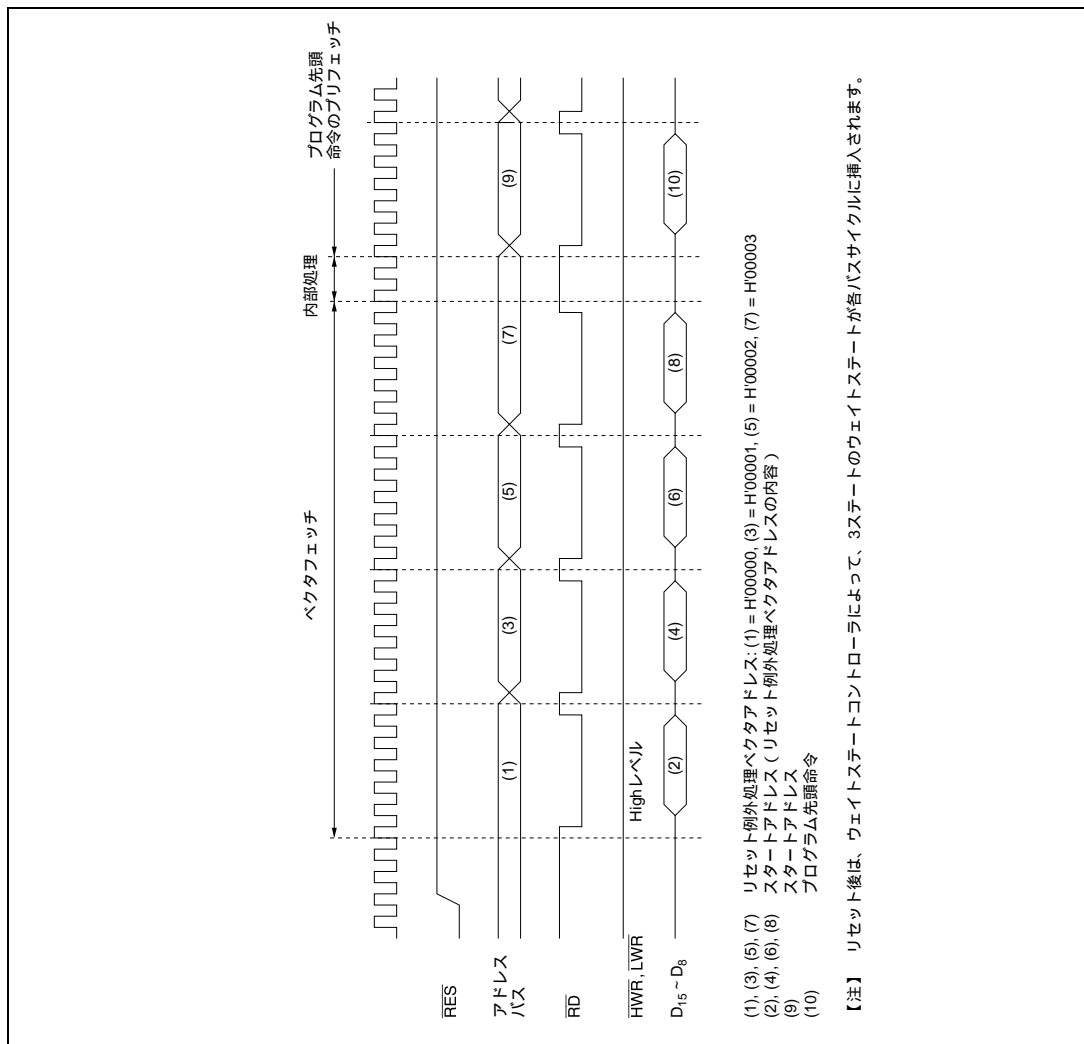 ベクタフェッチ
内部処理
プログラム先頭
命令のプリフェッチ
RES
アドレス
バス
(1)
(3)
(5)
(7)
(9)
RD
HWR, LWR
Highレベル
D15 ~ D8
(2)
(4)
(6)
(8)
(10)
(1), (3), (5), (7) リセット例外処理ベクタアドレス: (1) = H'00000, (3) = H'00001, (5) = H'00002, (7) = H'00003
(2), (4), (6), (8) スタートアドレス ( リセット例外処理ベクタアドレスの内容 )
(9) スタートアドレス
(10) プログラム先頭命令
【注】 リセット後は、ウェイトステートコントローラによって、3ステートのウェイトステートが各バスサイクルに挿入されます。